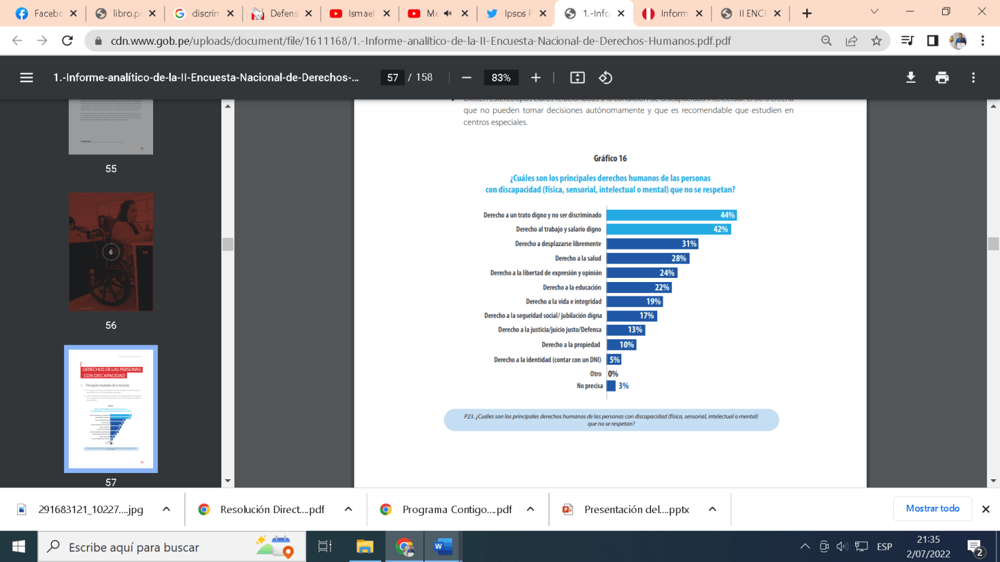 Facebo
libro.po
discrim
Defens
Ismael
Mo
Ipsos P
1.-Info
Inform
II ENCU
cdn.www.gob.pe/uploads/document/file/1611168/1.-Informe-analítico-de-la-II-Encuesta-Nacional-de-Derechos-Humanos.pdf.pdf
1.-Informe-analítico-de-la-II-Encuesta-Nacional-de-Derechos-...
57 / 158
83%
55
6
56
DERECHOS DE LAS PERSONAS
CON DISCAPACIDAD
1. Principales resultados de la encuesta
57
que no pueden tomar decisiones autónomamente y que es recomendable que estudien en
centros especiales.
Gráfico 16
¿Cuáles son los principales derechos humanos de las personas
con discapacidad (física, sensorial, intelectual o mental) que no se respetan?
Derecho a un trato digno y no ser discriminado 44%
Derecho al trabajo y salario digno 42%
Derecho a desplazarse libremente 31%
Derecho a la salud 28%
Derecho a la libertad de expresión y opinión 24%
Derecho a la educación 22%
Derecho a la vida e integridad 19%
Derecho a la seguridad social/ jubilación digna 17%
Derecho a la justicia/juicio justo/Defensa 13%
Derecho a la propiedad 10%
Derecho a la identidad (contar con un DNI) 5%
Otro 0%
No precisa 3%
P23. ¿Cuáles son los principales derechos humanos de las personas con discapacidad (física, sensorial, intelectual o mental)
que no se respetan?
291683121_10227....jpg
Resolución Direct....pdf
Programa Contigo....pdf
Presentación del....pptx
Mostrar todo
Escribe aquí para buscar
ESP
21:35
2/07/2022
2